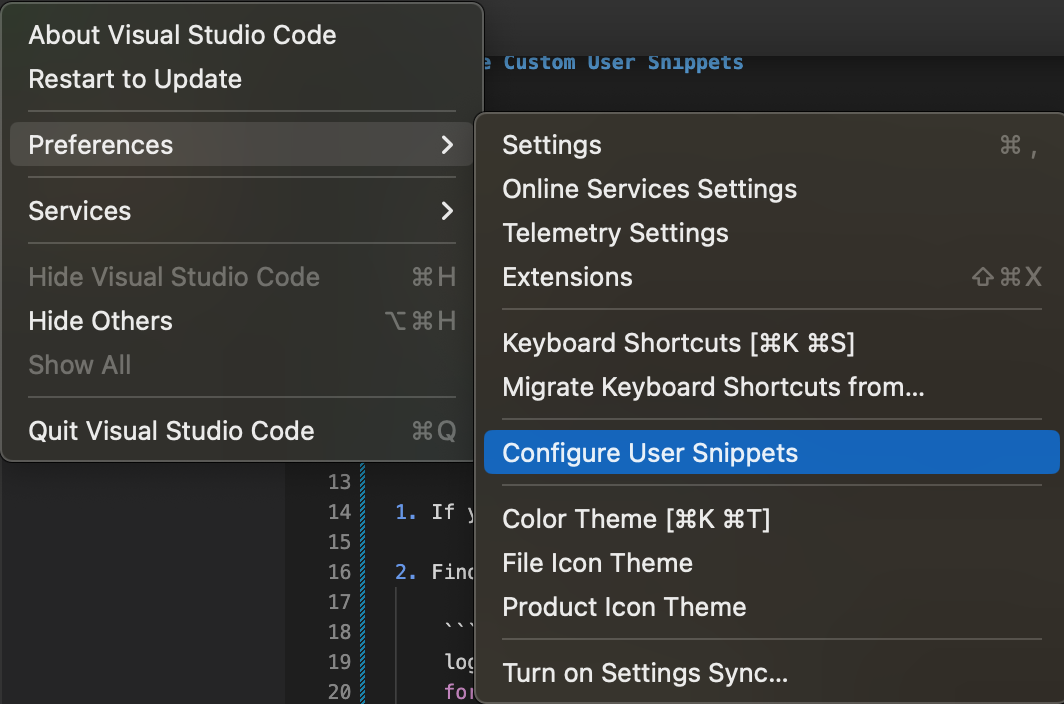 About Visual Studio Code
Restart to Update
Preferences
Services
Hide Visual Studio Code ⌘H
Hide Others ⌥⌘H
Show All
Quit Visual Studio Code ⌘Q
Custom User Snippets
Settings ⌘ ,
Online Services Settings
Telemetry Settings
Extensions ⇧⌘X
Keyboard Shortcuts [⌘K ⌘S]
Migrate Keyboard Shortcuts from...
Configure User Snippets
Color Theme [⌘K ⌘T]
File Icon Theme
Product Icon Theme
Turn on Settings Sync...
13
14 1. If
15
16 2.
17
18 ```
19
20 for